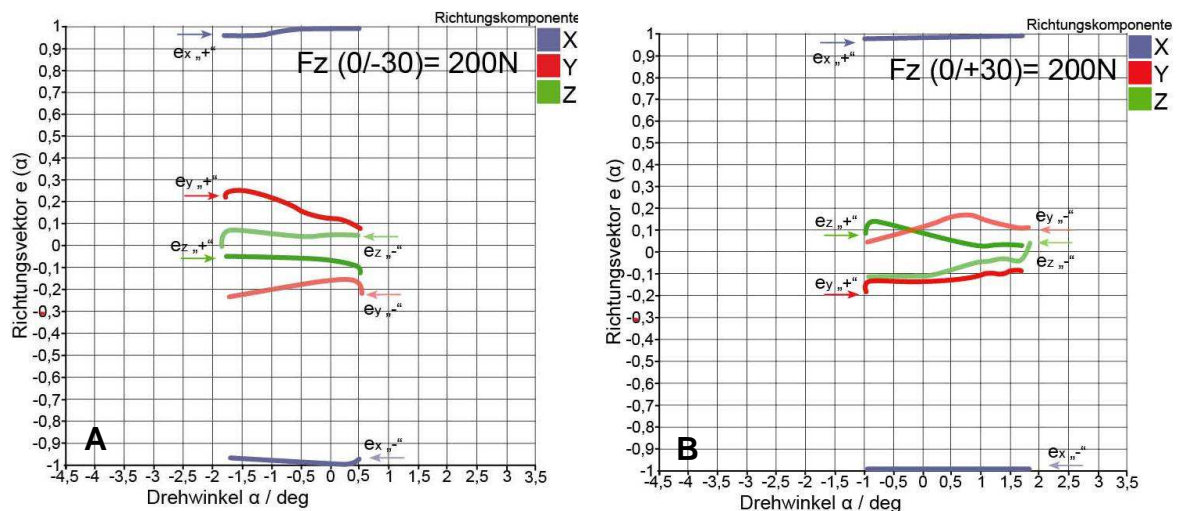 Richtungskomponente
X
Y
Z
Fz (0/-30)= 200N
ex „+“
ey „+“
ez „+“
ez „-“
ey „-“
ex „-“
1
0,9
0,8
0,7
0,6
0,5
0,4
0,3
0,2
0,1
0
-0,1
-0,2
-0,3
-0,4
-0,5
-0,6
-0,7
-0,8
-0,9
-1
Richtungsvektor e (α)
A
-4,5 -4 -3,5 -3 -2,5 -2 -1,5 -1 -0,5 0 0,5 1 1,5 2 2,5 3 3,5
Drehwinkel α / deg
Richtungskomponente
X
Y
Z
Fz (0/+30)= 200N
ex „+“
ez „+“
ey „-“
ez „-“
ey „+“
ex „-“
1
0,9
0,8
0,7
0,6
0,5
0,4
0,3
0,2
0,1
0
-0,1
-0,2
-0,3
-0,4
-0,5
-0,6
-0,7
-0,8
-0,9
-1
Richtungsvektor e (α)
B
-4,5 -4 -3,5 -3 -2,5 -2 -1,5 -1 -0,5 0 0,5 1 1,5 2 2,5 3 3,5
Drehwinkel α / deg